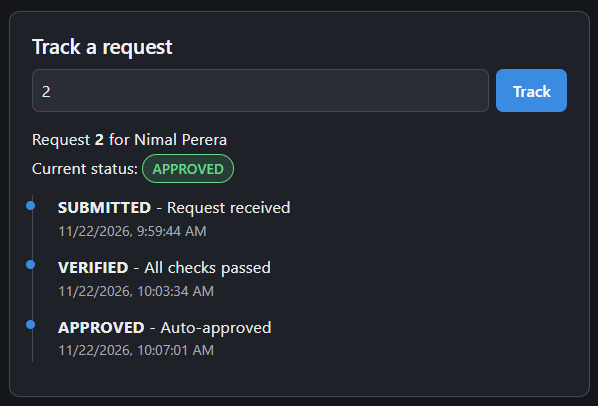 Track a request
2
Track
Request 2 for Nimal Perera
Current status: APPROVED
SUBMITTED - Request received
11/22/2026, 9:59:44 AM
VERIFIED - All checks passed
11/22/2026, 10:03:34 AM
APPROVED - Auto-approved
11/22/2026, 10:07:01 AM